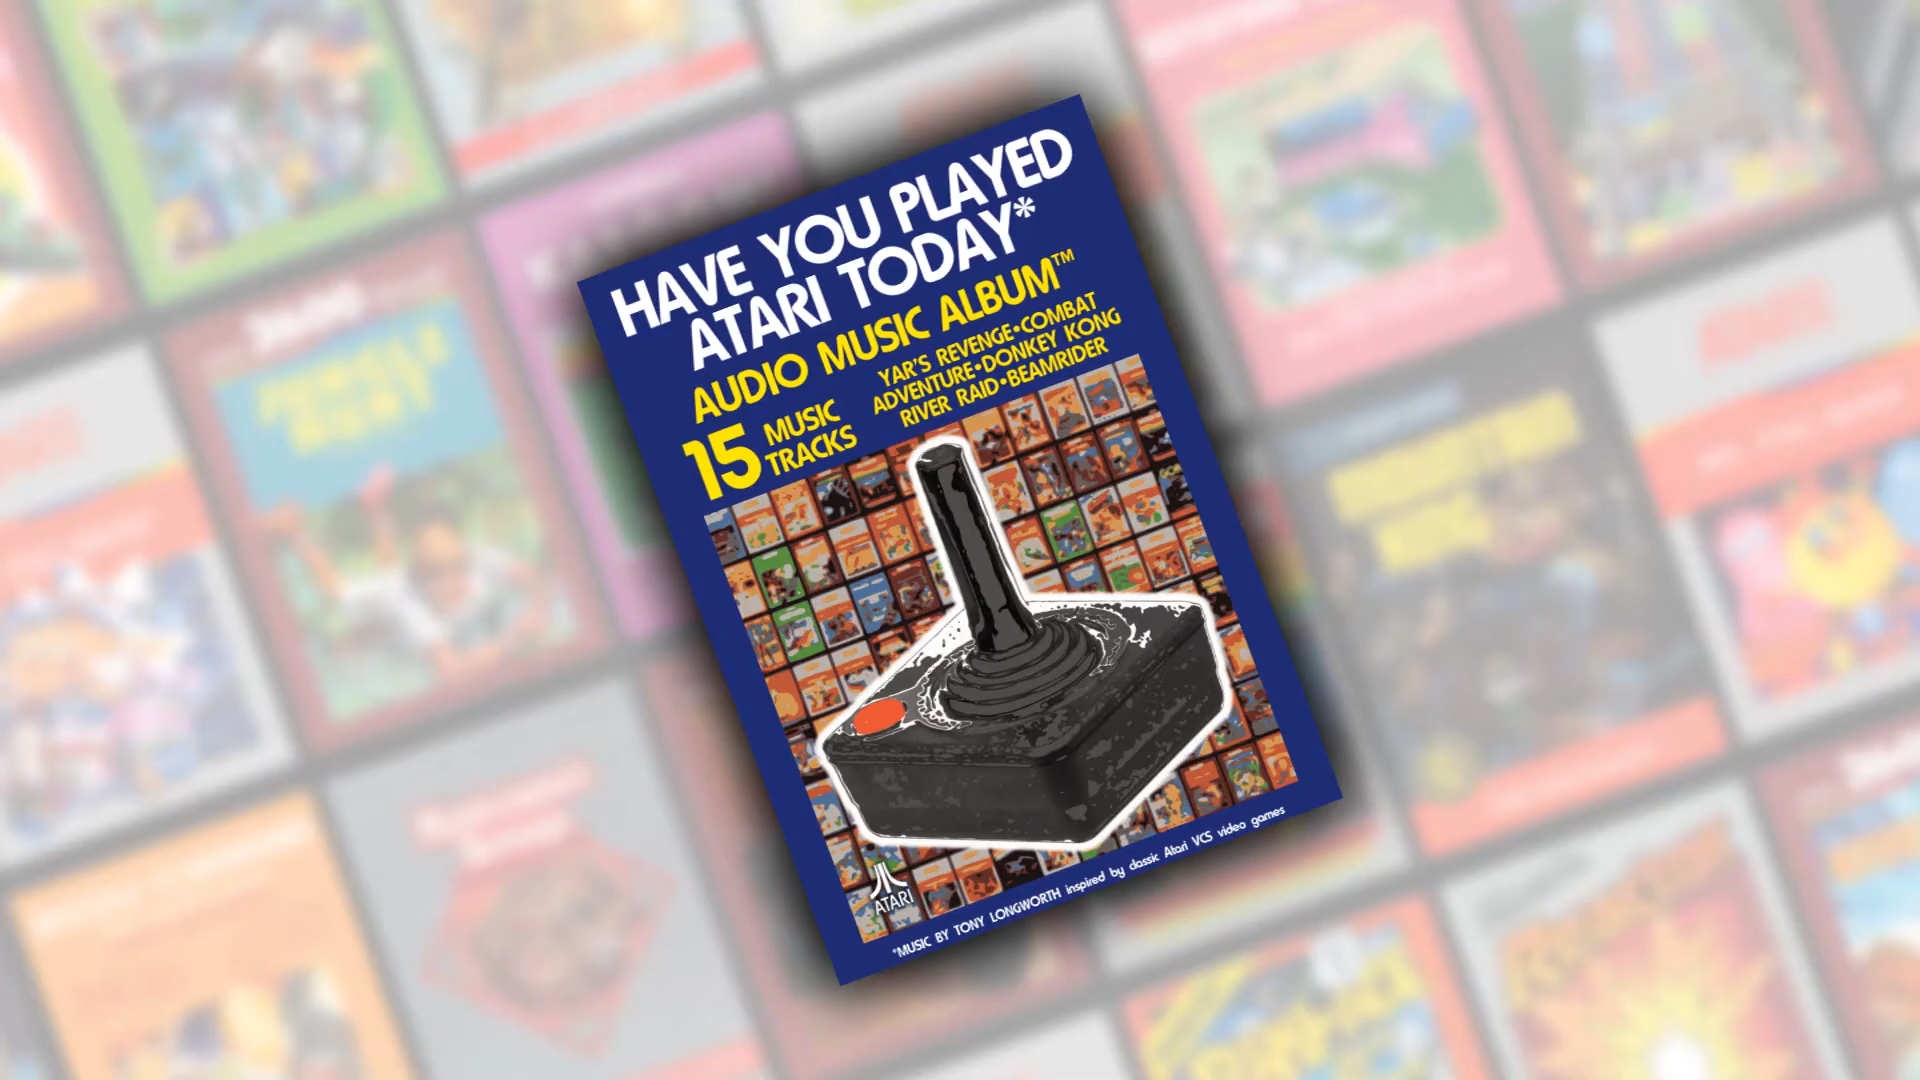 HAVE YOU PLAYED
ATARI TODAY*
AUDIO MUSIC ALBUM™
15 MUSIC
TRACKS
YAR'S REVENGE•COMBAT
ADVENTURE•DONKEY KONG
RIVER RAID•BEAMRIDER
ATARI
*MUSIC BY TONY LONGWORTH inspired by classic Atari VCS video games